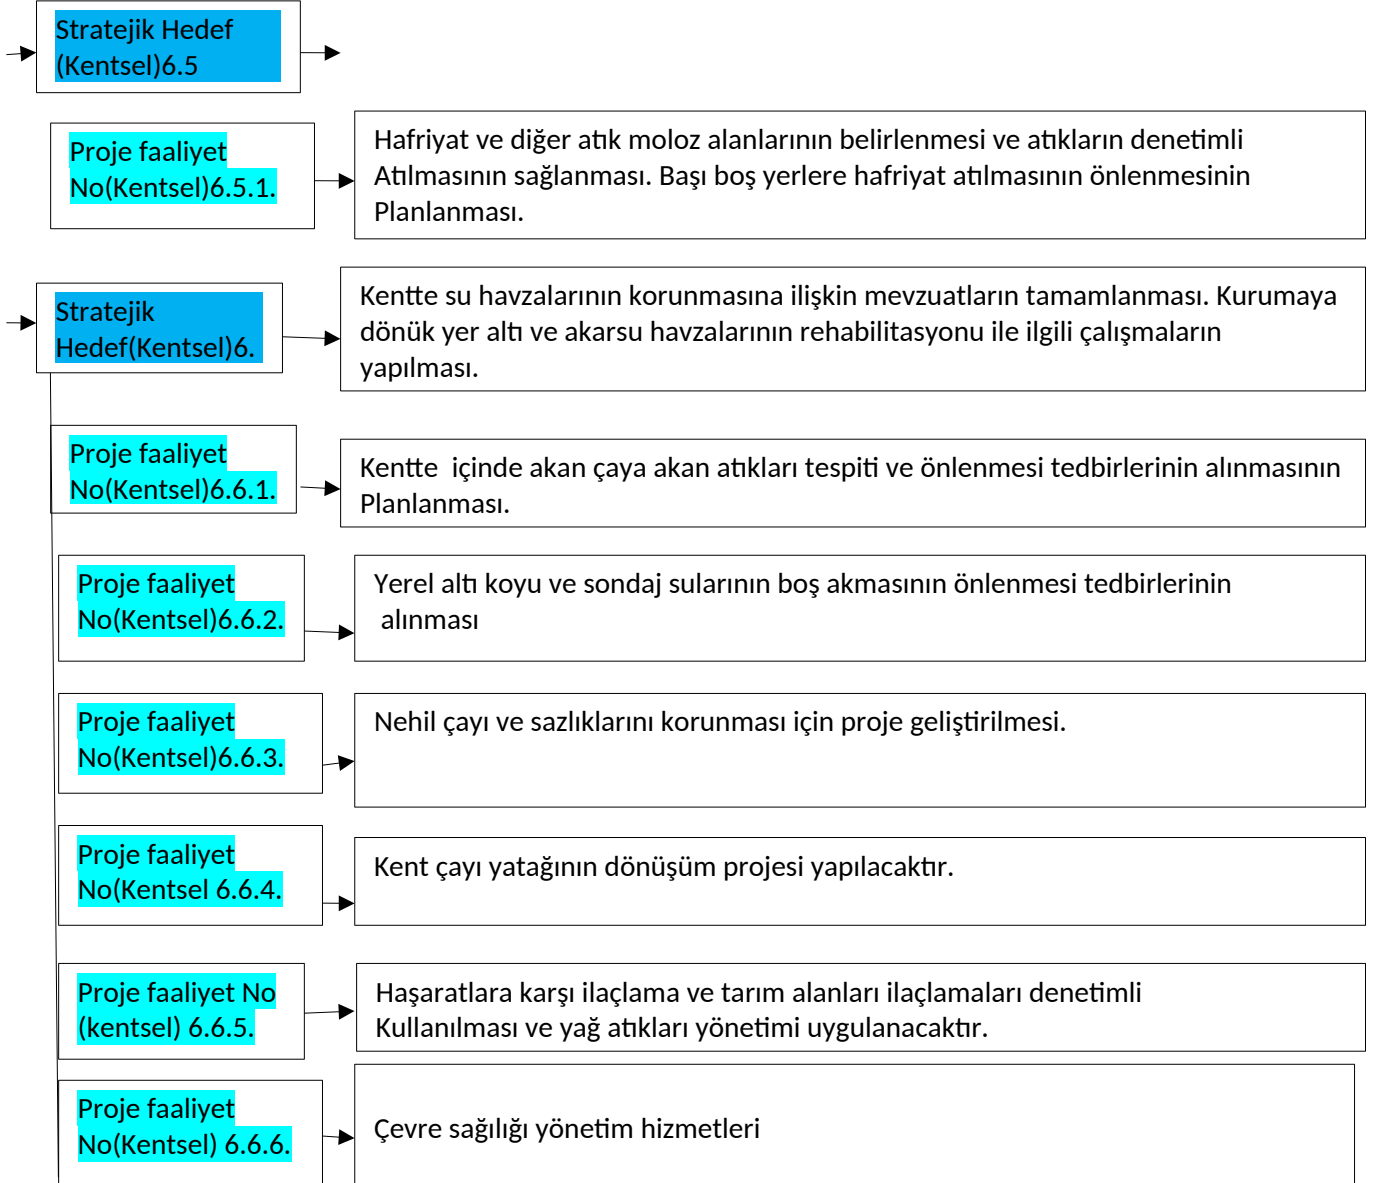 Stratejik Hedef
(Kentsel)6.5
Proje faaliyet
No(Kentsel)6.5.1.
Hafriyat ve diğer atık moloz alanlarının belirlenmesi ve atıkların denetimli
Atılmasının sağlanması. Başı boş yerlere hafriyat atılmasının önlenmesinin
Planlanması.
Stratejik
Hedef(Kentsel)6.
Kentte su havzalarının korunmasına ilişkin mevzuatların tamamlanması. Kurumaya
dönük yer altı ve akarsu havzalarının rehabilitasyonu ile ilgili çalışmaların
yapılması.
Proje faaliyet
No(Kentsel)6.6.1.
Kentte  içinde akan çaya akan atıkları tespiti ve önlenmesi tedbirlerinin alınmasının
Planlanması.
Proje faaliyet
No(Kentsel)6.6.2.
Yerel altı koyu ve sondaj sularının boş akmasının önlenmesi tedbirlerinin
alınması
Proje faaliyet
No(Kentsel)6.6.3.
Nehil çayı ve sazlıklarını korunması için proje geliştirilmesi.
Proje faaliyet
No(Kentsel 6.6.4.
Kent çayı yatağının dönüşüm projesi yapılacaktır.
Proje faaliyet No
(kentsel) 6.6.5.
Haşaratlara karşı ilaçlama ve tarım alanları ilaçlamaları denetimli
Kullanılması ve yağ atıkları yönetimi uygulanacaktır.
Proje faaliyet
No(Kentsel) 6.6.6.
Çevre sağılığı yönetim hizmetleri